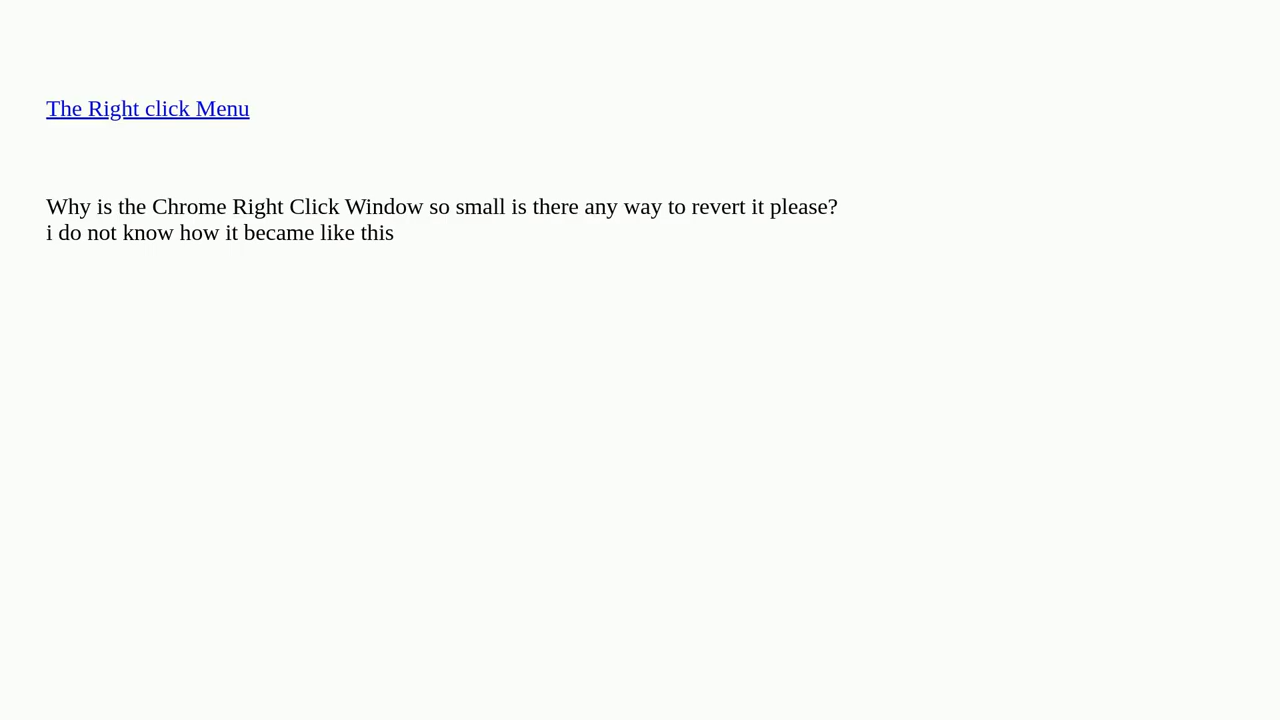 The Right click Menu
Why is the Chrome Right Click Window so small is there any way to revert it please?
i do not know how it became like this